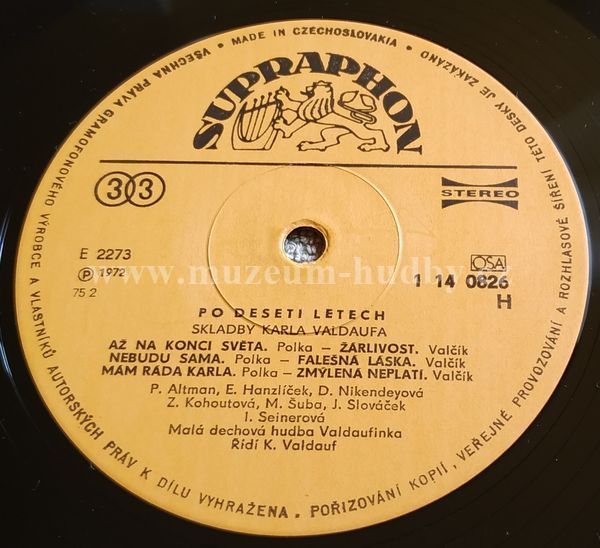 VŠECHNA PRÁVA GRAMOFONOVÉHO VÝROBCE A VLASTNÍKŮ AUTORSKÝCH PRÁV K DÍLU VYHRAŽENA. POŘIZOVÁNÍ KOPIÍ, VEŘEJNÉ PROVOZOVÁNÍ A ROZHLASOVÉ ŠÍŘENÍ TÉTO DESKY JE ZAKÁZÁNO • MADE IN CZECHOSLOVAKIA •
SUPRAPHON
33
STEREO
E 2273
Ⓟ 1972
75 2
OSA
1 14 0826
H
www.muzeum-hudby.cz
PO DESETI LETECH
SKLADBY KARLA VALDAUFA
AŽ NA KONCI SVĚTA. Polka – ŽARLIVOST. Valčík
NEBUDU SAMA. Polka – FALEŠNÁ LÁSKA. Valčík
MÁM RÁDA KARLA. Polka – ZMÝLENÁ NEPLATÍ. Valčík
P. Altman, E. Hanzlíček, D. Nikendeyová
Z. Kohoutová, M. Šuba, J. Slováček
I. Seinerová
Malá dechová hudba Valdaufinka
Řídí K. Valdauf